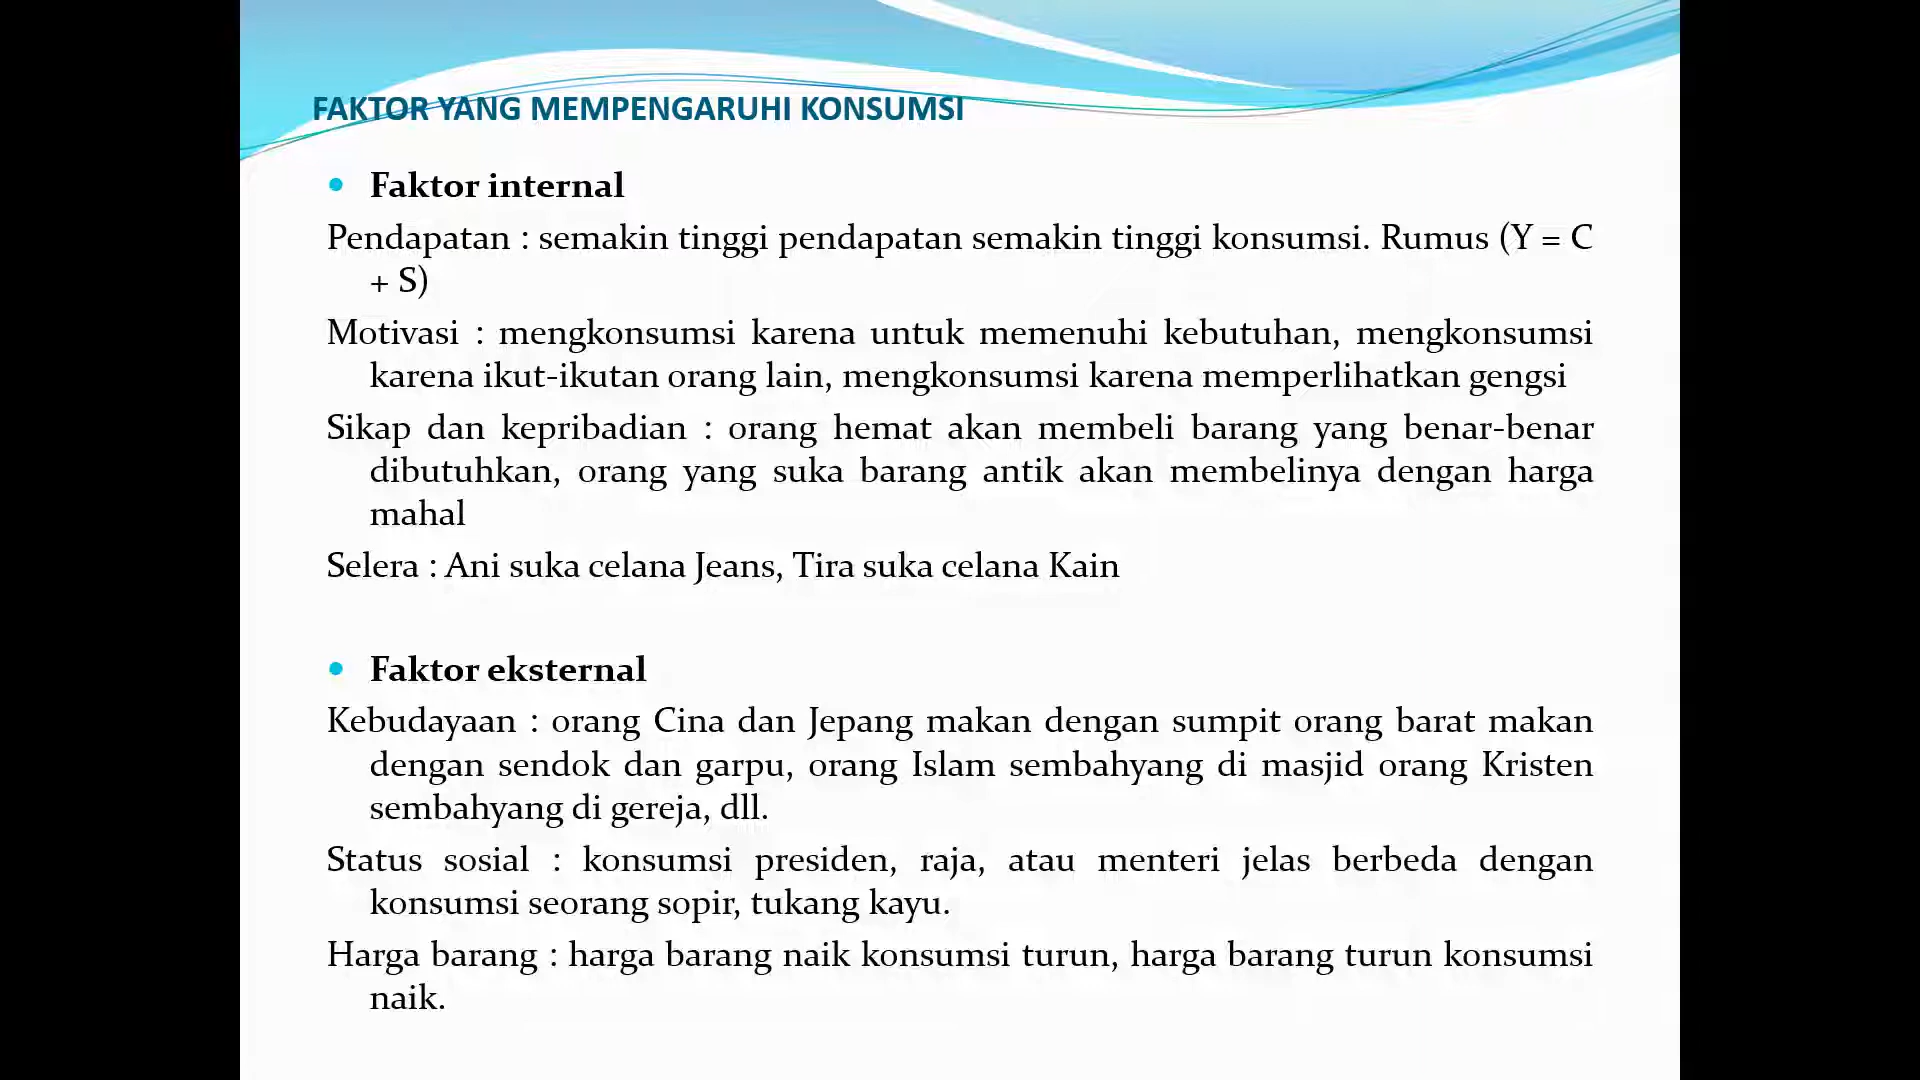 FAKTOR YANG MEMPENGARUHI KONSUMSI
• Faktor internal
Pendapatan : semakin tinggi pendapatan semakin tinggi konsumsi. Rumus (Y = C
+ S)
Motivasi : mengkonsumsi karena untuk memenuhi kebutuhan, mengkonsumsi
karena ikut-ikutan orang lain, mengkonsumsi karena memperlihatkan gengsi
Sikap dan kepribadian : orang hemat akan membeli barang yang benar-benar
dibutuhkan, orang yang suka barang antik akan membelinya dengan harga
mahal
Selera : Ani suka celana Jeans, Tira suka celana Kain
• Faktor eksternal
Kebudayaan : orang Cina dan Jepang makan dengan sumpit orang barat makan
dengan sendok dan garpu, orang Islam sembahyang di masjid orang Kristen
sembahyang di gereja, dll.
Status sosial : konsumsi presiden, raja, atau menteri jelas berbeda dengan
konsumsi seorang sopir, tukang kayu.
Harga barang : harga barang naik konsumsi turun, harga barang turun konsumsi
naik.